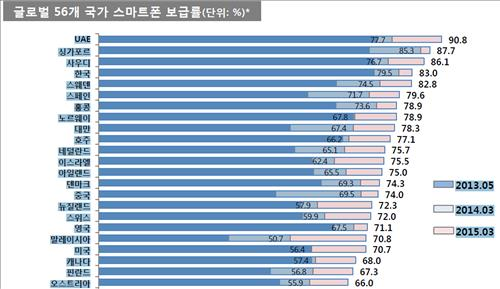 글로벌 56개 국가 스마트폰 보급률(단위: %)*
UAE 77.7 90.8
싱가포르 85.3 87.7
사우디 76.7 86.1
한국 79.5 83.0
스웨덴 74.5 82.8
스페인 71.7 79.6
홍콩 73.6 78.9
노르웨이 67.8 78.9
대만 67.4 78.3
호주 66.2 77.1
네덜란드 65.1 75.7
이스라엘 62.4 75.5
아일랜드 65.5 75.0
덴마크 69.3 74.3
중국 69.5 74.0
뉴질랜드 57.9 72.3
스위스 59.9 72.0
영국 67.5 71.1
말레이시아 50.7 70.8
미국 56.4 70.7
캐나다 57.4 68.0
핀란드 56.8 67.3
오스트리아 55.9 66.0
2013.05
2014.03
2015.03